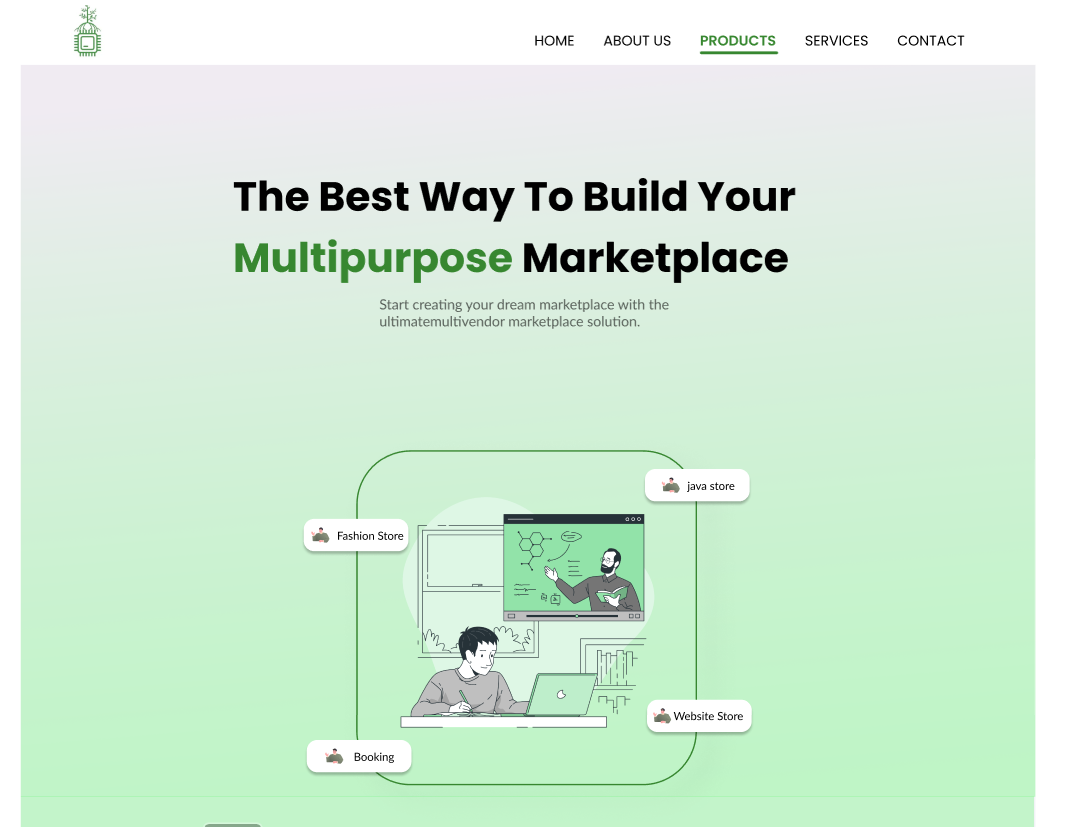 HOME ABOUT US PRODUCTS SERVICES CONTACT
The Best Way To Build Your
Multipurpose Marketplace
Start creating your dream marketplace with the
ultimatemultivendor marketplace solution.
java store
Fashion Store
Website Store
Booking